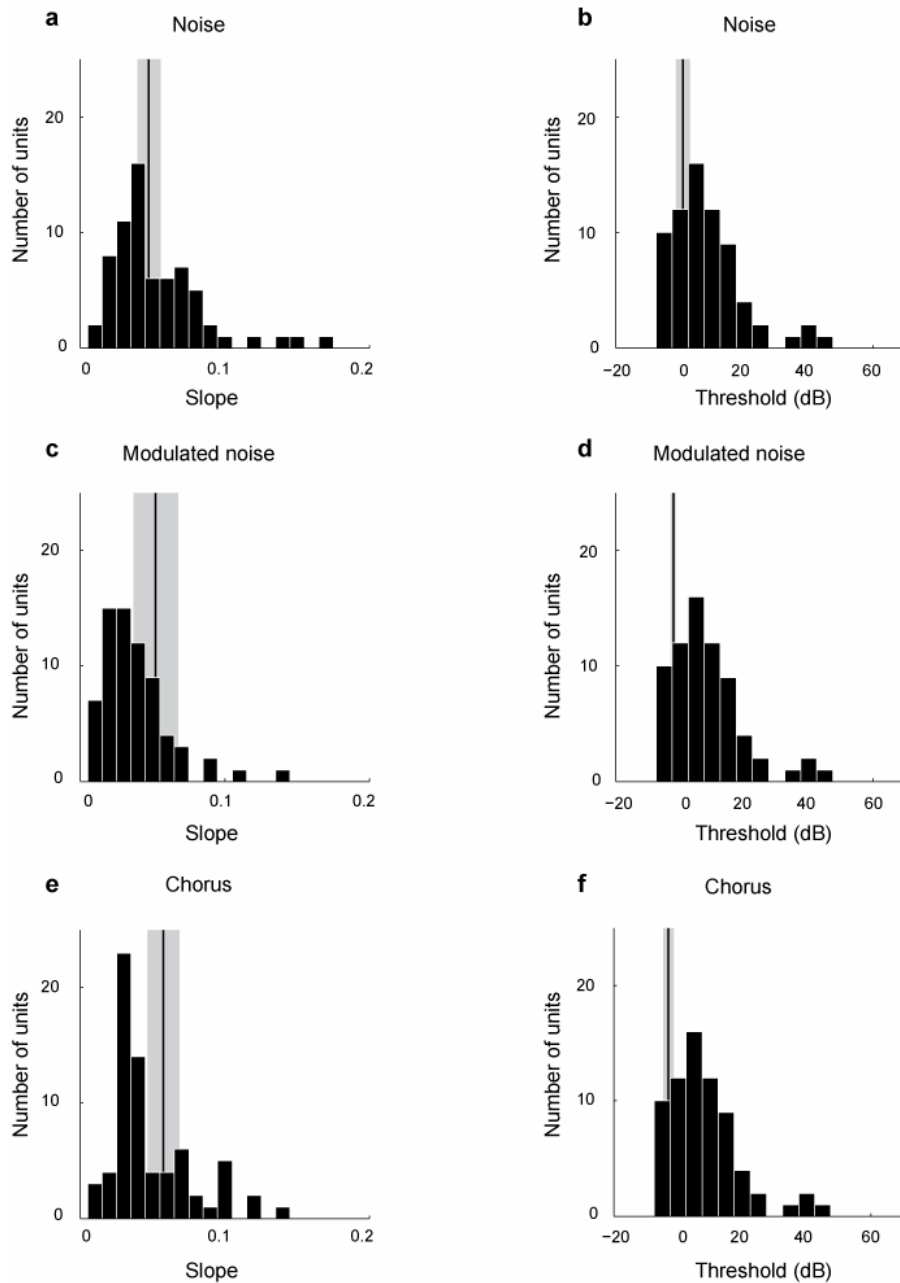 a
Noise
Number of units
20
10
0
0
0.1
0.2
Slope
b
Noise
Number of units
20
10
0
−20
0
20
40
60
Threshold (dB)
c
Modulated noise
Number of units
20
10
0
0
0.1
0.2
Slope
d
Modulated noise
Number of units
20
10
0
−20
0
20
40
60
Threshold (dB)
e
Chorus
Number of units
20
10
0
0
0.1
0.2
Slope
f
Chorus
Number of units
20
10
0
−20
0
20
40
60
Threshold (dB)